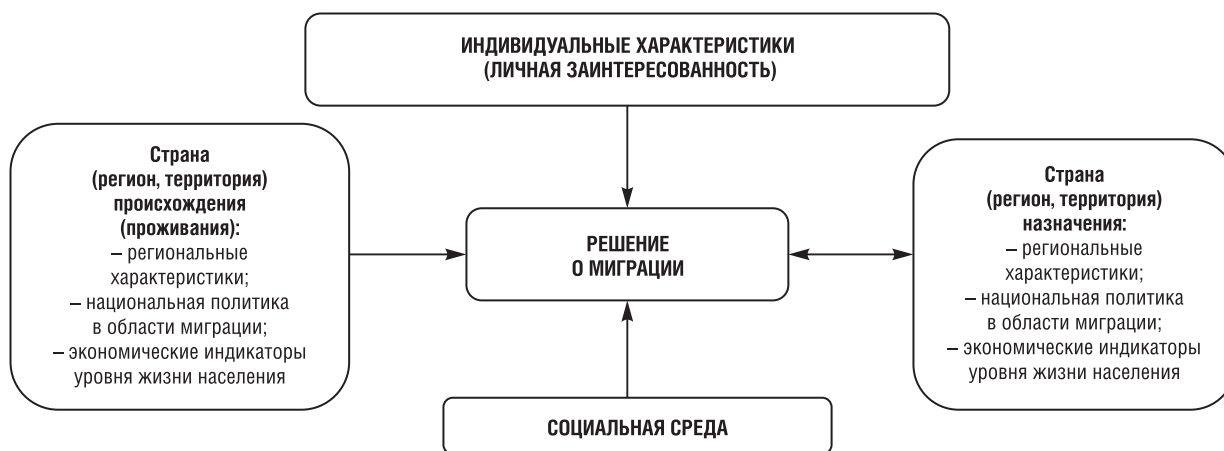 ИНДИВИДУАЛЬНЫЕ ХАРАКТЕРИСТИКИ
(ЛИЧНАЯ ЗАИНТЕРЕСОВАННОСТЬ)
Страна
(регион, территория)
происхождения
(проживания):
– региональные
характеристики;
– национальная политика
в области миграции;
– экономические индикаторы
уровня жизни населения
РЕШЕНИЕ
О МИГРАЦИИ
Страна
(регион, территория)
назначения:
– региональные
характеристики;
– национальная политика
в области миграции;
– экономические индикаторы
уровня жизни населения
СОЦИАЛЬНАЯ СРЕДА